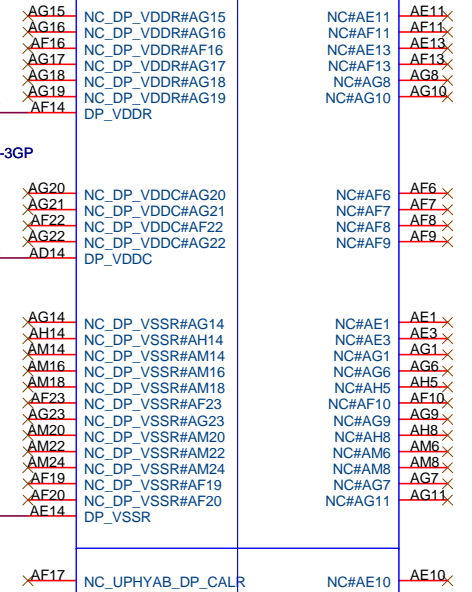 AG15 NC_DP_VDDR#AG15 NC#AE11 AE11
AG16 NC_DP_VDDR#AG16 NC#AF11 AF11
AF16 NC_DP_VDDR#AF16 NC#AE13 AE13
AG17 NC_DP_VDDR#AG17 NC#AF13 AF13
AG18 NC_DP_VDDR#AG18 NC#AG8 AG8
AG19 NC_DP_VDDR#AG19 NC#AG10 AG10
AF14 DP_VDDR
-3GP
AG20 NC_DP_VDDC#AG20 NC#AF6 AF6
AG21 NC_DP_VDDC#AG21 NC#AF7 AF7
AF22 NC_DP_VDDC#AF22 NC#AF8 AF8
AG22 NC_DP_VDDC#AG22 NC#AF9 AF9
AD14 DP_VDDC
AG14 NC_DP_VSSR#AG14 NC#AE1 AE1
AH14 NC_DP_VSSR#AH14 NC#AE3 AE3
AM14 NC_DP_VSSR#AM14 NC#AG1 AG1
AM16 NC_DP_VSSR#AM16 NC#AG6 AG6
AM18 NC_DP_VSSR#AM18 NC#AH5 AH5
AF23 NC_DP_VSSR#AF23 NC#AF10 AF10
AG23 NC_DP_VSSR#AG23 NC#AG9 AG9
AM20 NC_DP_VSSR#AM20 NC#AH8 AH8
AM22 NC_DP_VSSR#AM22 NC#AM6 AM6
AM24 NC_DP_VSSR#AM24 NC#AM8 AM8
AF19 NC_DP_VSSR#AF19 NC#AG7 AG7
AF20 NC_DP_VSSR#AF20 NC#AG11 AG11
AE14 DP_VSSR
AF17 NC_UPHYAB_DP_CALR NC#AE10 AE10